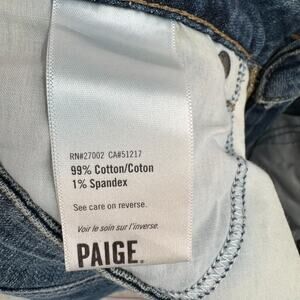 RN#27002 CA#51217
99% Cotton/Coton
1% Spandex
See care on reverse.
Voir le soin sur l'inverse.
PAIGE.